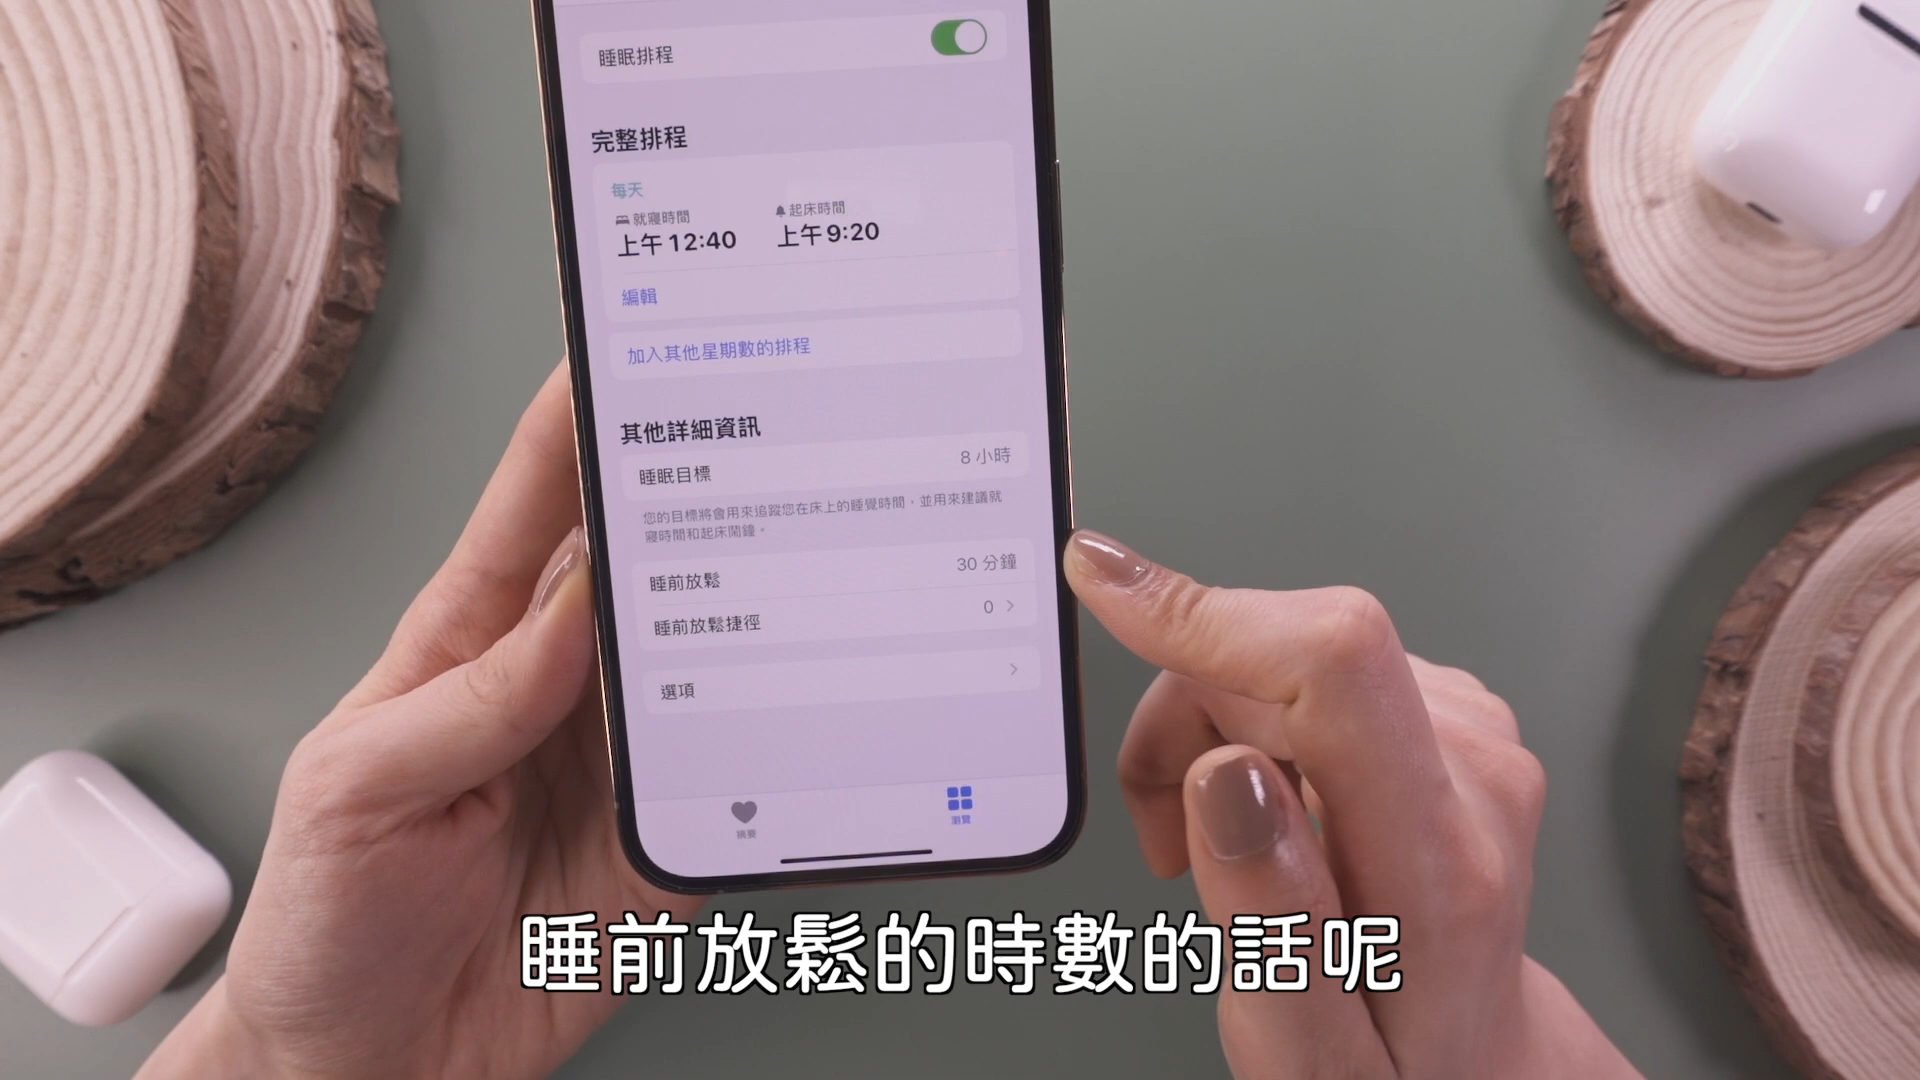 睡眠排程
完整排程
每天
就寢時間
起床時間
上午12:40
上午9:20
編輯
加入其他星期數的排程
其他詳細資訊
睡眠目標
8 小時
您的目標將會用來追蹤您在床上的睡覺時間，並用來建議就
寢時間和起床鬧鐘。
睡前放鬆
30 分鐘
睡前放鬆捷徑
0
選項
摘要
瀏覽
睡前放鬆的時數的話呢